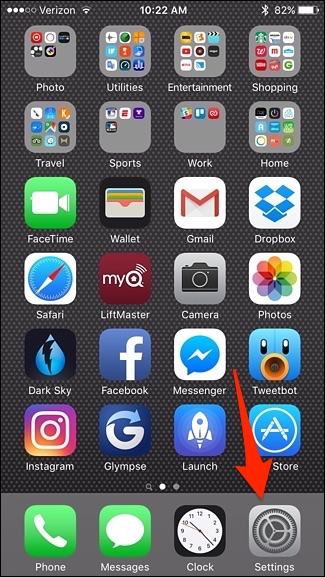 Verizon 10:22 AM 82%
Photo Utilities Entertainment Shopping
Travel Sports Work Home
FaceTime Wallet Gmail Dropbox
myQ
Safari LiftMaster Camera Photos
Dark Sky Facebook Messenger Tweetbot
Instagram Glympse Launch Store
Phone Messages Clock Settings